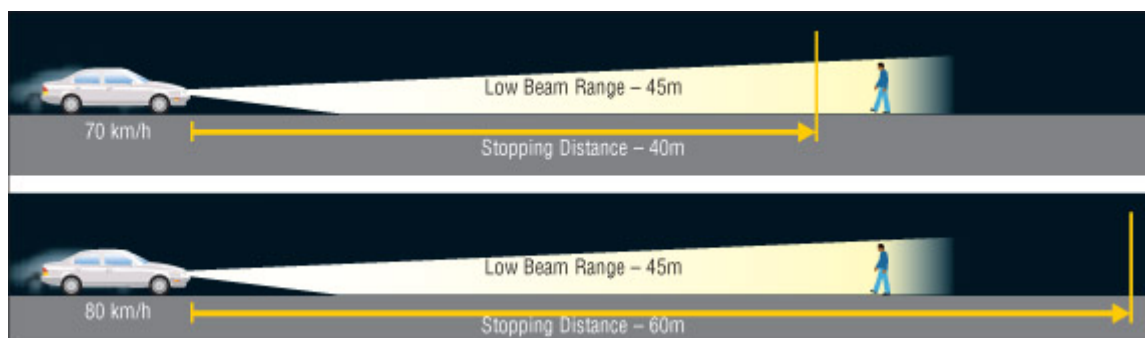 Low Beam Range – 45m
70 km/h
Stopping Distance – 40m
Low Beam Range – 45m
80 km/h
Stopping Distance – 60m